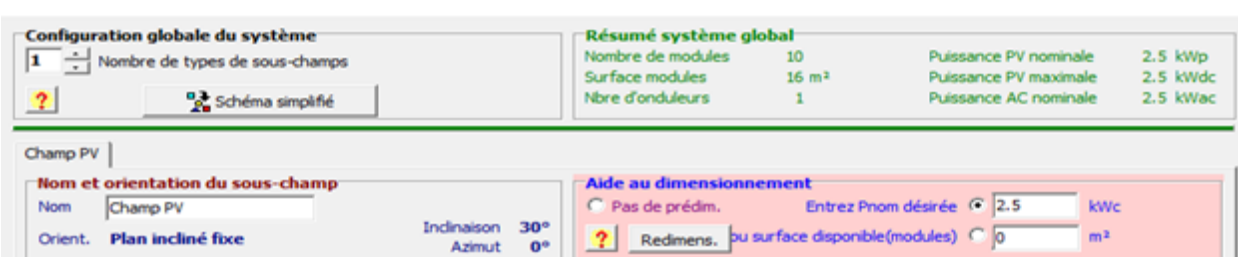 Configuration globale du système
1 Nombre de types de sous-champs
? Schéma simplifié
Résumé système global
Nombre de modules 10 Puissance PV nominale 2.5 kWp
Surface modules 16 m² Puissance PV maximale 2.5 kWdc
Nbre d'onduleurs 1 Puissance AC nominale 2.5 kWac
Champ PV
Nom et orientation du sous-champ
Nom Champ PV
Orient. Plan incliné fixe
Inclinaison 30°
Azimut 0°
Aide au dimensionnement
Pas de prédim. Entrez Pnom désirée 2.5 kWc
? Redimens. ou surface disponible(modules) 0 m²